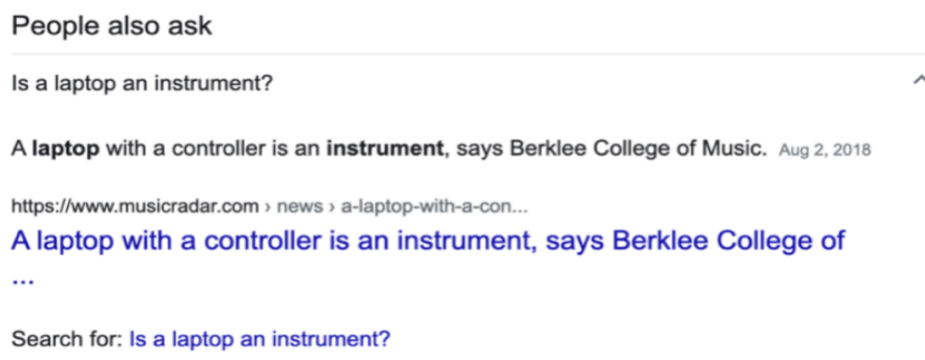 People also ask
Is a laptop an instrument?
A laptop with a controller is an instrument, says Berklee College of Music. Aug 2, 2018
https://www.musicradar.com › news › a-laptop-with-a-con...
A laptop with a controller is an instrument, says Berklee College of
...
Search for: Is a laptop an instrument?